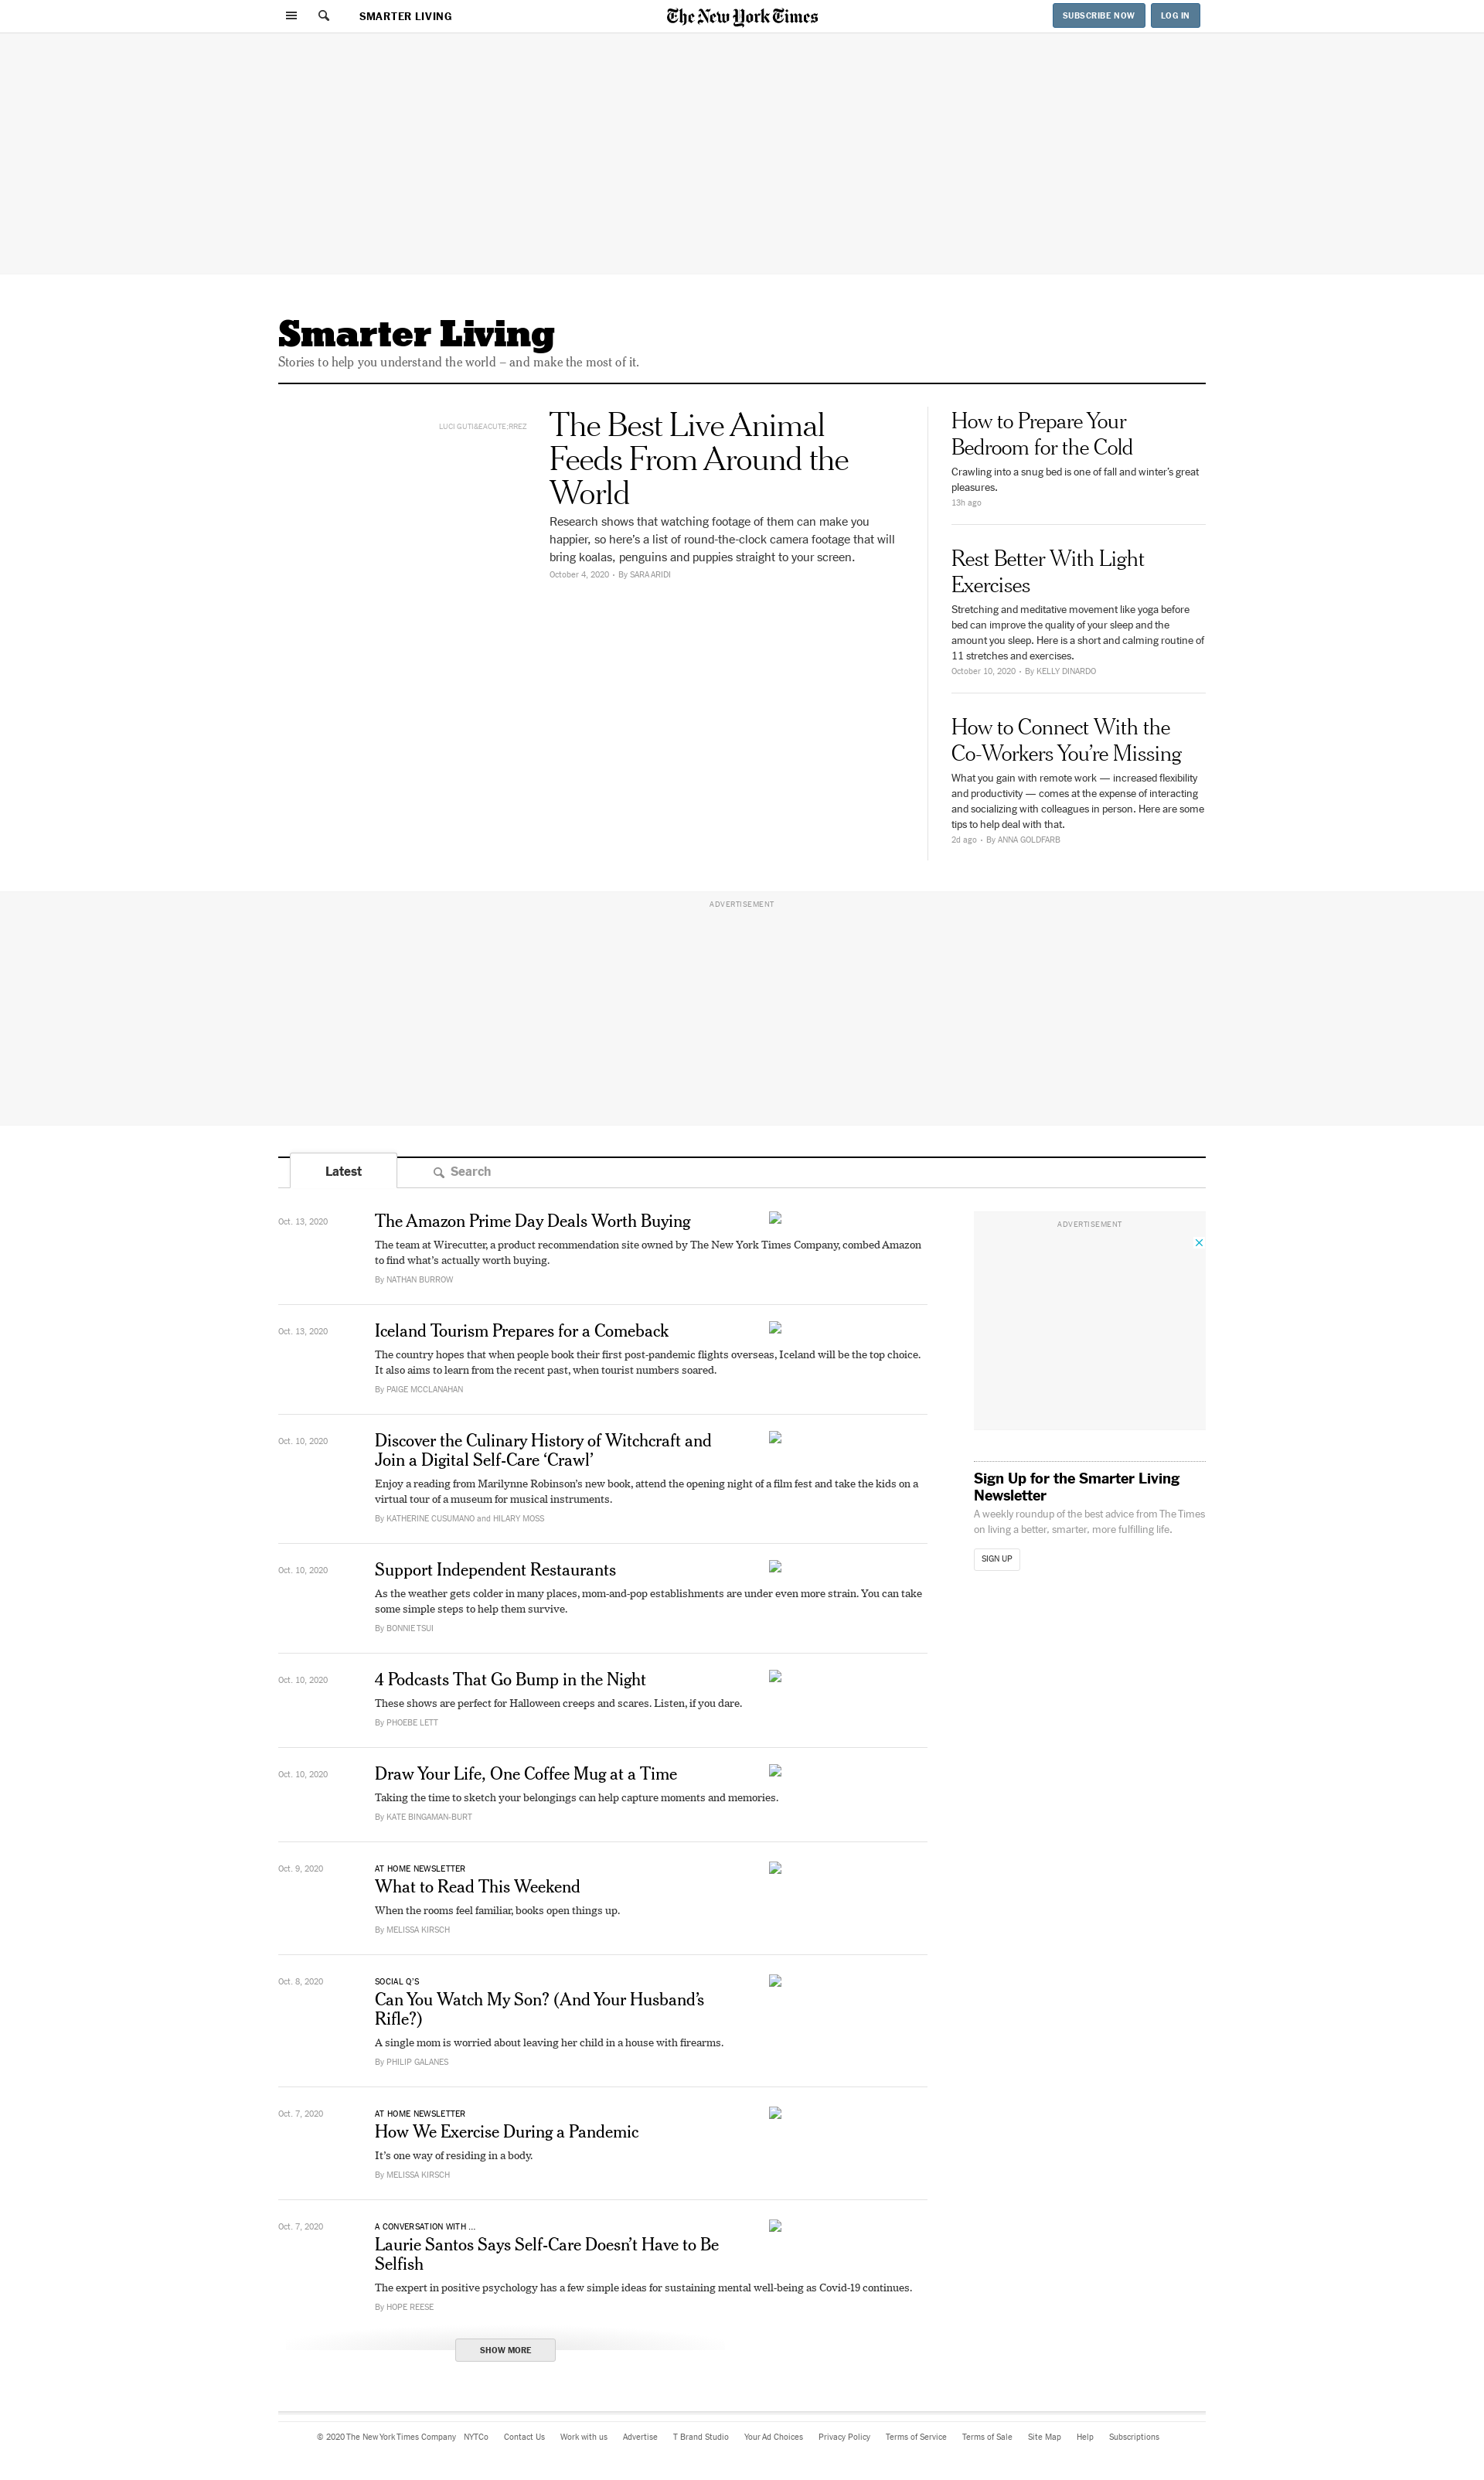 SMARTER LIVING
The New York Times
SUBSCRIBE NOW
LOG IN
Smarter Living
Stories to help you understand the world – and make the most of it.
LUCI GUTI&EACUTE;RREZ
The Best Live Animal
Feeds From Around the
World
Research shows that watching footage of them can make you
happier, so here’s a list of round-the-clock camera footage that will
bring koalas, penguins and puppies straight to your screen.
October 4, 2020 • By SARA ARIDI
How to Prepare Your
Bedroom for the Cold
Crawling into a snug bed is one of fall and winter’s great
pleasures.
13h ago
Rest Better With Light
Exercises
Stretching and meditative movement like yoga before
bed can improve the quality of your sleep and the
amount you sleep. Here is a short and calming routine of
11 stretches and exercises.
October 10, 2020 • By KELLY DINARDO
How to Connect With the
Co-Workers You’re Missing
What you gain with remote work — increased flexibility
and productivity — comes at the expense of interacting
and socializing with colleagues in person. Here are some
tips to help deal with that.
2d ago • By ANNA GOLDFARB
ADVERTISEMENT
Latest
Search
Oct. 13, 2020
The Amazon Prime Day Deals Worth Buying
The team at Wirecutter, a product recommendation site owned by The New York Times Company, combed Amazon
to find what’s actually worth buying.
By NATHAN BURROW
Oct. 13, 2020
Iceland Tourism Prepares for a Comeback
The country hopes that when people book their first post-pandemic flights overseas, Iceland will be the top choice.
It also aims to learn from the recent past, when tourist numbers soared.
By PAIGE MCCLANAHAN
Oct. 10, 2020
Discover the Culinary History of Witchcraft and
Join a Digital Self-Care ‘Crawl’
Enjoy a reading from Marilynne Robinson’s new book, attend the opening night of a film fest and take the kids on a
virtual tour of a museum for musical instruments.
By KATHERINE CUSUMANO and HILARY MOSS
Oct. 10, 2020
Support Independent Restaurants
As the weather gets colder in many places, mom-and-pop establishments are under even more strain. You can take
some simple steps to help them survive.
By BONNIE TSUI
Oct. 10, 2020
4 Podcasts That Go Bump in the Night
These shows are perfect for Halloween creeps and scares. Listen, if you dare.
By PHOEBE LETT
Oct. 10, 2020
Draw Your Life, One Coffee Mug at a Time
Taking the time to sketch your belongings can help capture moments and memories.
By KATE BINGAMAN-BURT
Oct. 9, 2020
AT HOME NEWSLETTER
What to Read This Weekend
When the rooms feel familiar, books open things up.
By MELISSA KIRSCH
Oct. 8, 2020
SOCIAL Q’S
Can You Watch My Son? (And Your Husband’s
Rifle?)
A single mom is worried about leaving her child in a house with firearms.
By PHILIP GALANES
Oct. 7, 2020
AT HOME NEWSLETTER
How We Exercise During a Pandemic
It’s one way of residing in a body.
By MELISSA KIRSCH
Oct. 7, 2020
A CONVERSATION WITH ...
Laurie Santos Says Self-Care Doesn’t Have to Be
Selfish
The expert in positive psychology has a few simple ideas for sustaining mental well-being as Covid-19 continues.
By HOPE REESE
SHOW MORE
ADVERTISEMENT
Sign Up for the Smarter Living
Newsletter
A weekly roundup of the best advice from The Times
on living a better, smarter, more fulfilling life.
SIGN UP
© 2020 The New York Times Company NYTCo Contact Us Work with us Advertise T Brand Studio Your Ad Choices Privacy Policy Terms of Service Terms of Sale Site Map Help Subscriptions